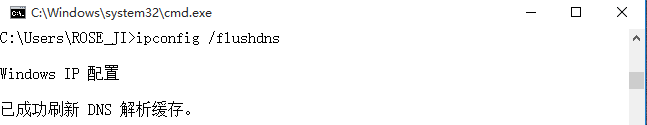 C:\Windows\system32\cmd.exe
C:\Users\ROSE_JI>ipconfig /flushdns
Windows IP 配置
已成功刷新 DNS 解析缓存。